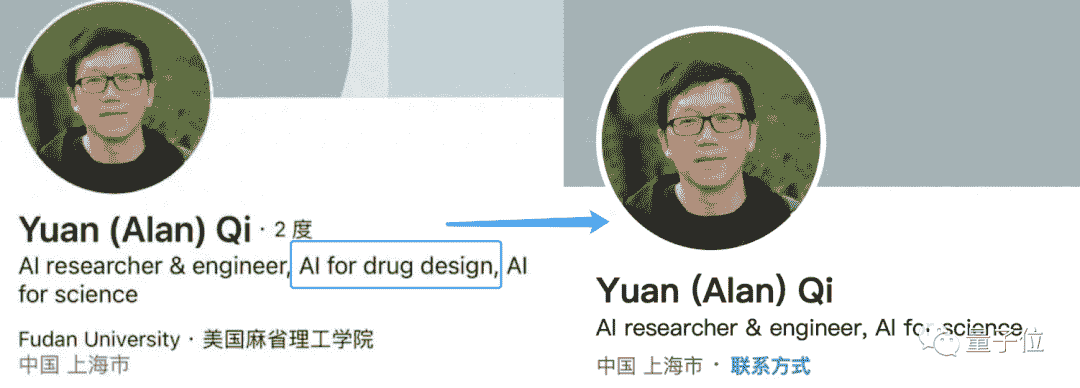 Yuan (Alan) Qi · 2 度
AI researcher & engineer, AI for drug design, AI
for science
Fudan University · 美国麻省理工学院
中国 上海市
Yuan (Alan) Qi
AI researcher & engineer, AI for science
中国 上海市 · 联系方式
量子位